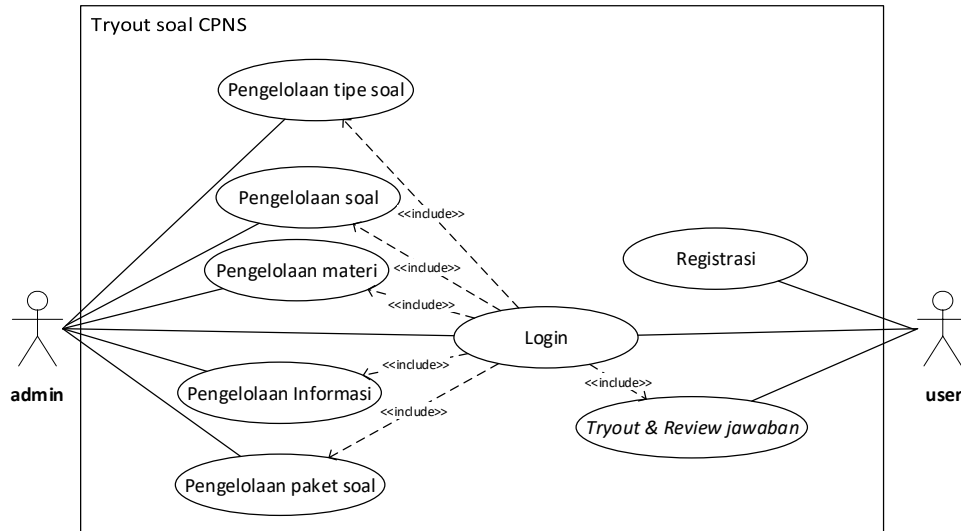 Tryout soal CPNS
Pengelolaan tipe soal
Pengelolaan soal
<<include>>
Pengelolaan materi
<<include>>
Registrasi
<<include>>
Login
admin
user
<<include>>
Pengelolaan Informasi
<<include>>
<<include>>
Tryout & Review jawaban
Pengelolaan paket soal